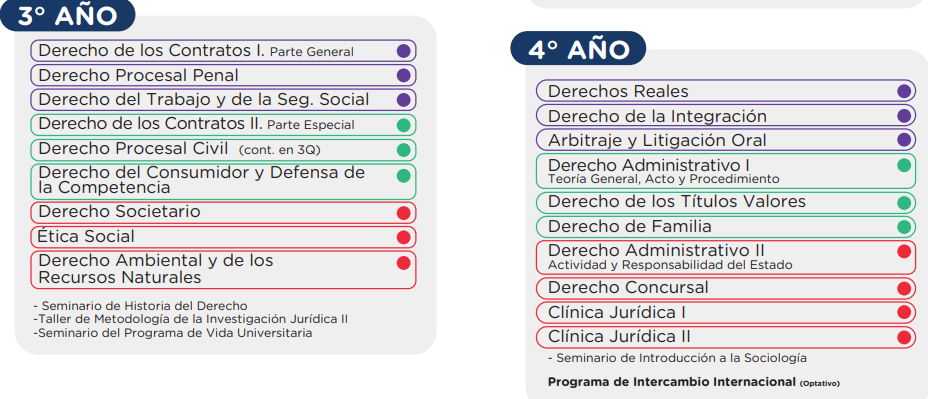 3° AÑO
Derecho de los Contratos I. Parte General
Derecho Procesal Penal
Derecho del Trabajo y de la Seg. Social
Derecho de los Contratos II. Parte Especial
Derecho Procesal Civil (cont. en 3Q)
Derecho del Consumidor y Defensa de
la Competencia
Derecho Societario
Ética Social
Derecho Ambiental y de los
Recursos Naturales
- Seminario de Historia del Derecho
-Taller de Metodología de la Investigación Jurídica II
-Seminario del Programa de Vida Universitaria
4° AÑO
Derechos Reales
Derecho de la Integración
Arbitraje y Litigación Oral
Derecho Administrativo I
Teoría General, Acto y Procedimiento
Derecho de los Títulos Valores
Derecho de Familia
Derecho Administrativo II
Actividad y Responsabilidad del Estado
Derecho Concursal
Clínica Jurídica I
Clínica Jurídica II
- Seminario de Introducción a la Sociología
Programa de Intercambio Internacional (Optativo)